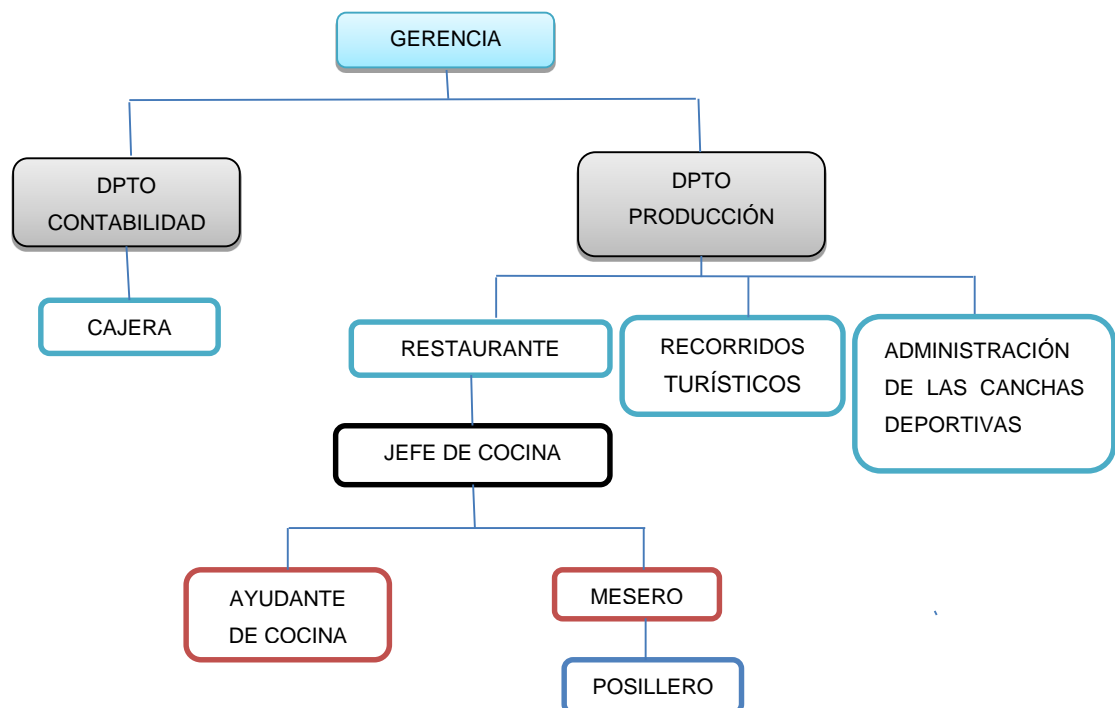 GERENCIA
DPTO
CONTABILIDAD
DPTO
PRODUCCIÓN
CAJERA
RESTAURANTE
RECORRIDOS
TURÍSTICOS
ADMINISTRACIÓN
DE LAS CANCHAS
DEPORTIVAS
JEFE DE COCINA
AYUDANTE
DE COCINA
MESERO
POSILLERO